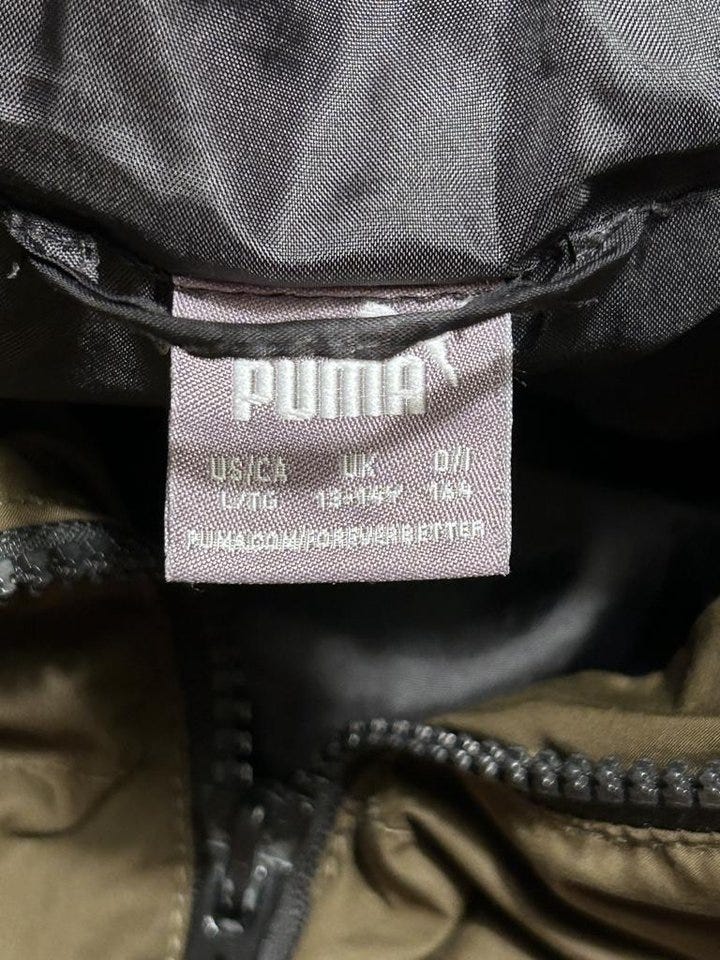 PUMA
US/CA UK D/I
L/TG 13-14Y 164
PUMA.COM/FOREVERBETTER